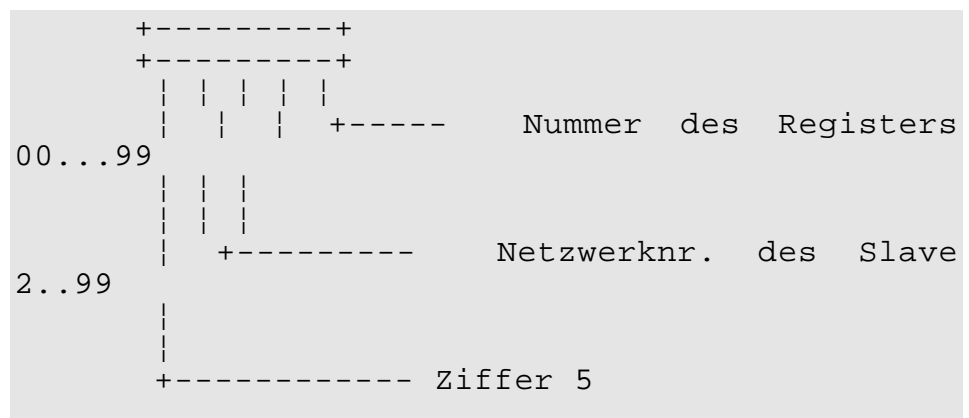 +---------+
+---------+
¦ ¦ ¦ ¦ ¦
¦ ¦ ¦ +----- Nummer des Registers
00...99
¦ ¦ ¦
¦ ¦ ¦
¦ +--------- Netzwerknr. des Slave
2..99
¦
¦
+------------ Ziffer 5